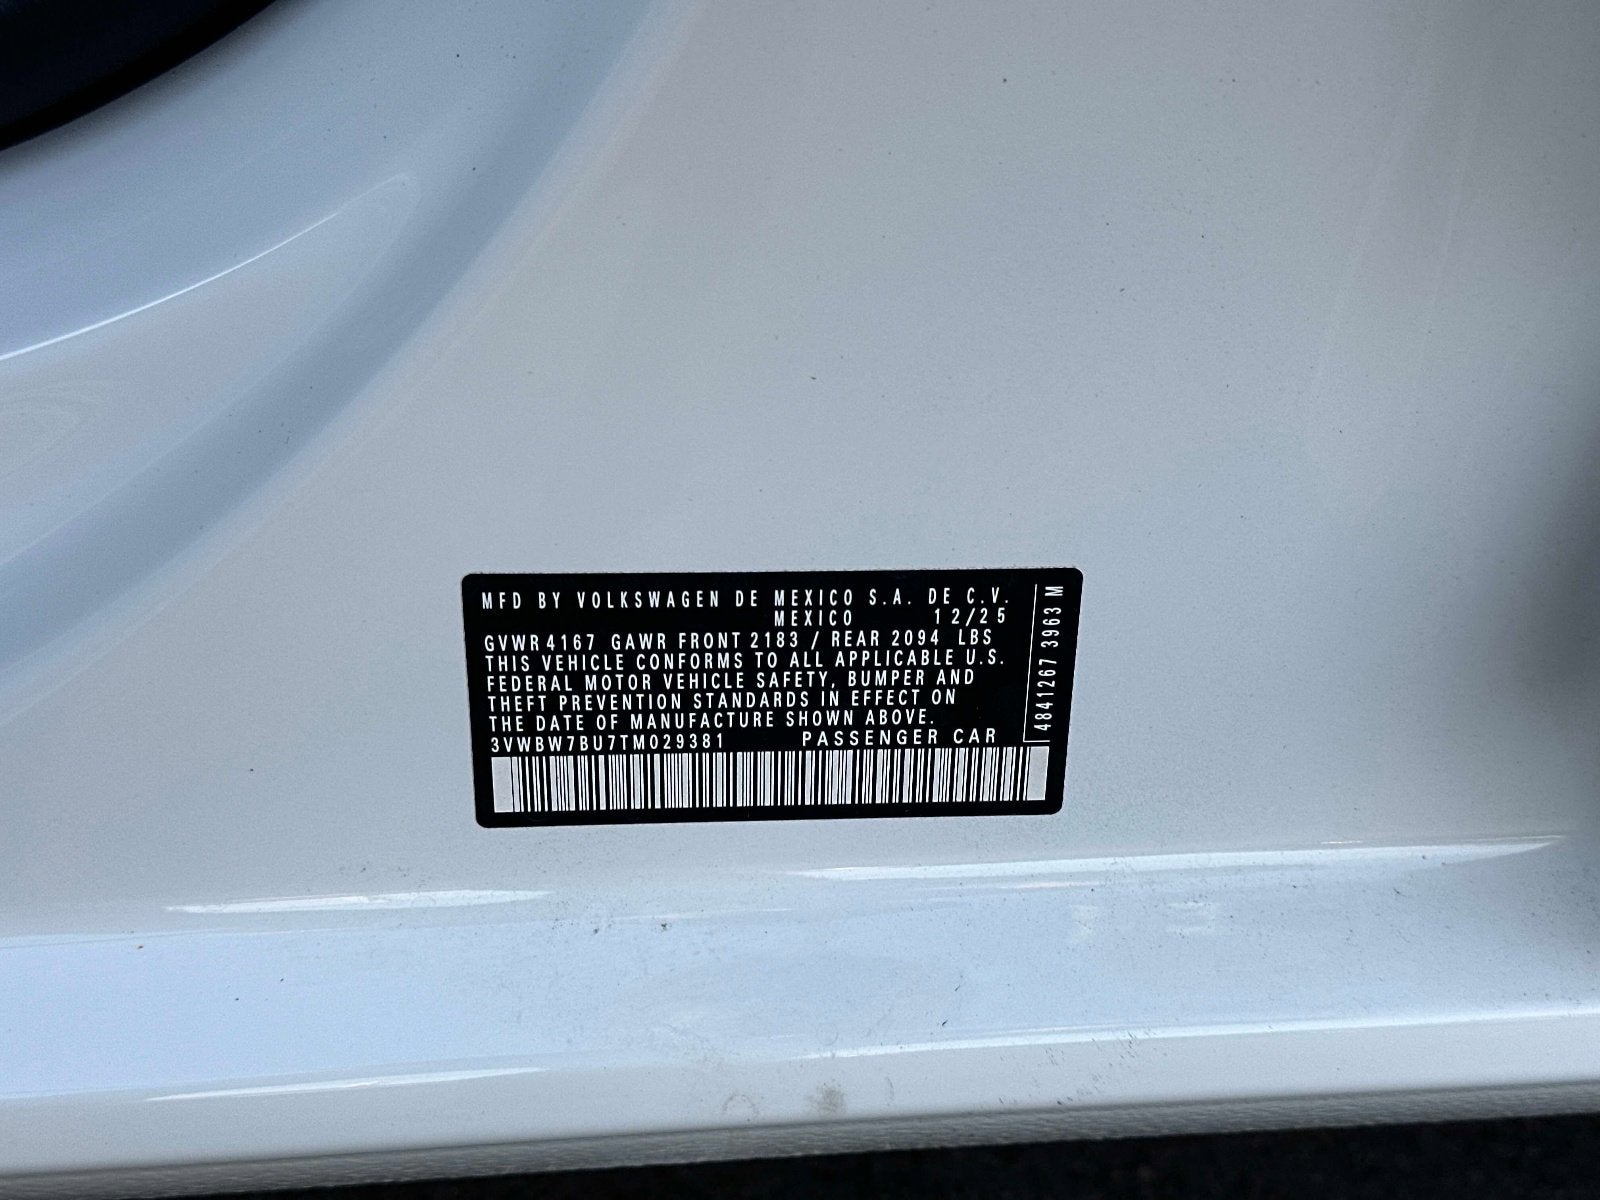 MFD BY VOLKSWAGEN DE MEXICO S.A. DE C.V.
MEXICO 12/25
GVWR 4167 GAWR FRONT 2183 / REAR 2094 LBS
THIS VEHICLE CONFORMS TO ALL APPLICABLE U.S.
FEDERAL MOTOR VEHICLE SAFETY, BUMPER AND
THEFT PREVENTION STANDARDS IN EFFECT ON
THE DATE OF MANUFACTURE SHOWN ABOVE.
3VWBW7BU7TM029381 PASSENGER CAR
4841267 3963 M